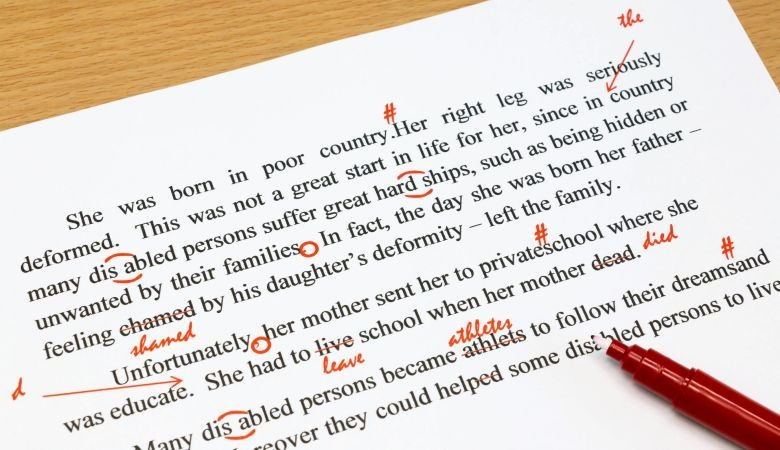 the
#
She was born in poor country.Her right leg was seriously
deformed. This was not a great start in life for her, since in country
many dis abled persons suffer great hard ships, such as being hidden or
unwanted by their families. In fact, the day she was born her father –
feeling chamed by his daughter's deformity – left the family.
shamed
#
Unfortunately, her mother sent her to privateschool where she
d
was educate. She had to live school when her mother dead. died
leave
athletes
#
Many dis abled persons became athlets to follow their dreamsand
they could helped some disabled persons to live